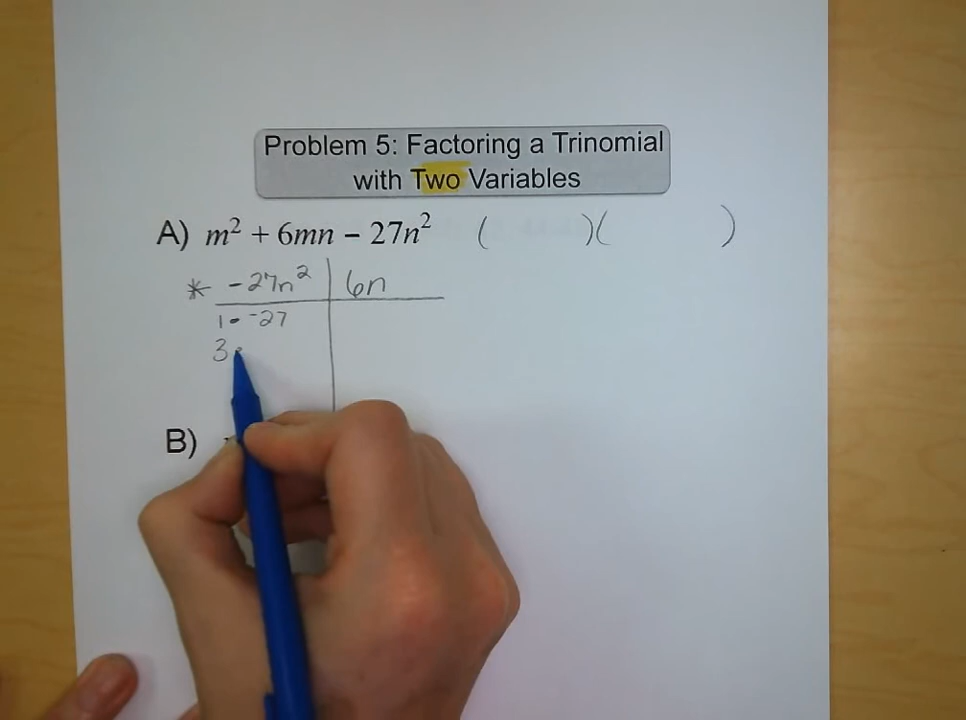 Problem 5: Factoring a Trinomial
with Two Variables
A) m² + 6mn − 27n² ( )( )
* -27n² | 6n
1 • -27
3 •
B)